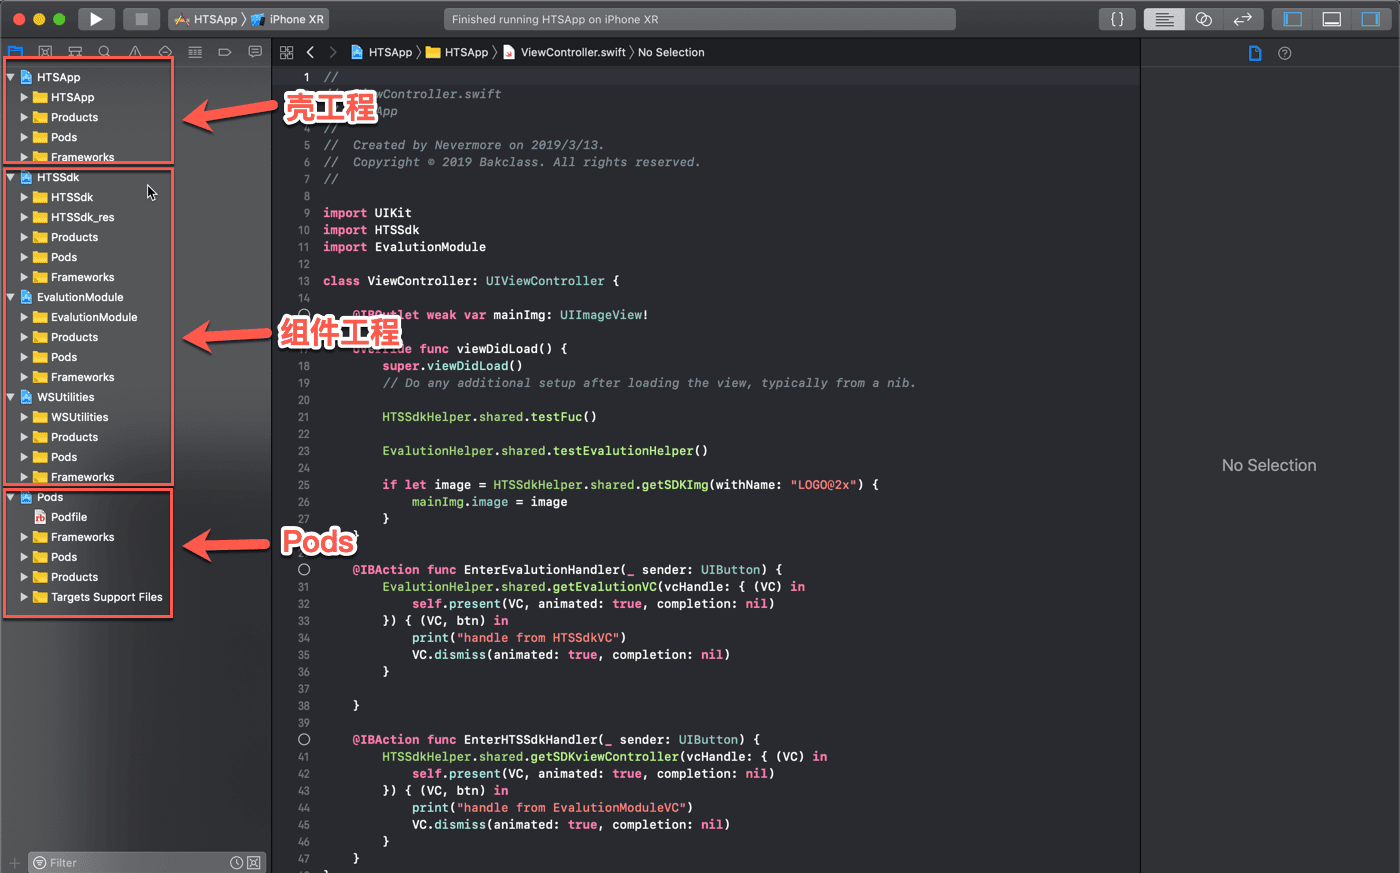 HTSApp 〉 iPhone XR
Finished running HTSApp on iPhone XR
{}
HTSApp 〉 HTSApp 〉 ViewController.swift 〉 No Selection
HTSApp
HTSApp
Products
Pods
Frameworks
HTSSdk
HTSSdk
HTSSdk_res
Products
Pods
Frameworks
EvalutionModule
EvalutionModule
Products
Pods
Frameworks
WSUtilities
WSUtilities
Products
Pods
Frameworks
Pods
Podfile
Frameworks
Pods
Products
Targets Support Files
Filter
壳工程
组件工程
Pods
1 //
wController.swift
App
4 //
5 //  Created by Nevermore on 2019/3/13.
6 //  Copyright © 2019 Bakclass. All rights reserved.
7 //
8
9 import UIKit
10 import HTSSdk
11 import EvalutionModule
12
13 class ViewController: UIViewController {
14
@IBOutlet weak var mainImg: UIImageView!
override func viewDidLoad() {
18 super.viewDidLoad()
19 // Do any additional setup after loading the view, typically from a nib.
20
21 HTSSdkHelper.shared.testFuc()
22
23 EvalutionHelper.shared.testEvalutionHelper()
24
25 if let image = HTSSdkHelper.shared.getSDKImg(withName: "LOGO@2x") {
26 mainImg.image = image
27 }
}
@IBAction func EnterEvalutionHandler(_ sender: UIButton) {
31 EvalutionHelper.shared.getEvalutionVC(vcHandle: { (VC) in
32 self.present(VC, animated: true, completion: nil)
33 }) { (VC, btn) in
34 print("handle from HTSSdkVC")
35 VC.dismiss(animated: true, completion: nil)
36 }
37
38 }
39
@IBAction func EnterHTSSdkHandler(_ sender: UIButton) {
41 HTSSdkHelper.shared.getSDKviewController(vcHandle: { (VC) in
42 self.present(VC, animated: true, completion: nil)
43 }) { (VC, btn) in
44 print("handle from EvalutionModuleVC")
45 VC.dismiss(animated: true, completion: nil)
46 }
47 }
No Selection